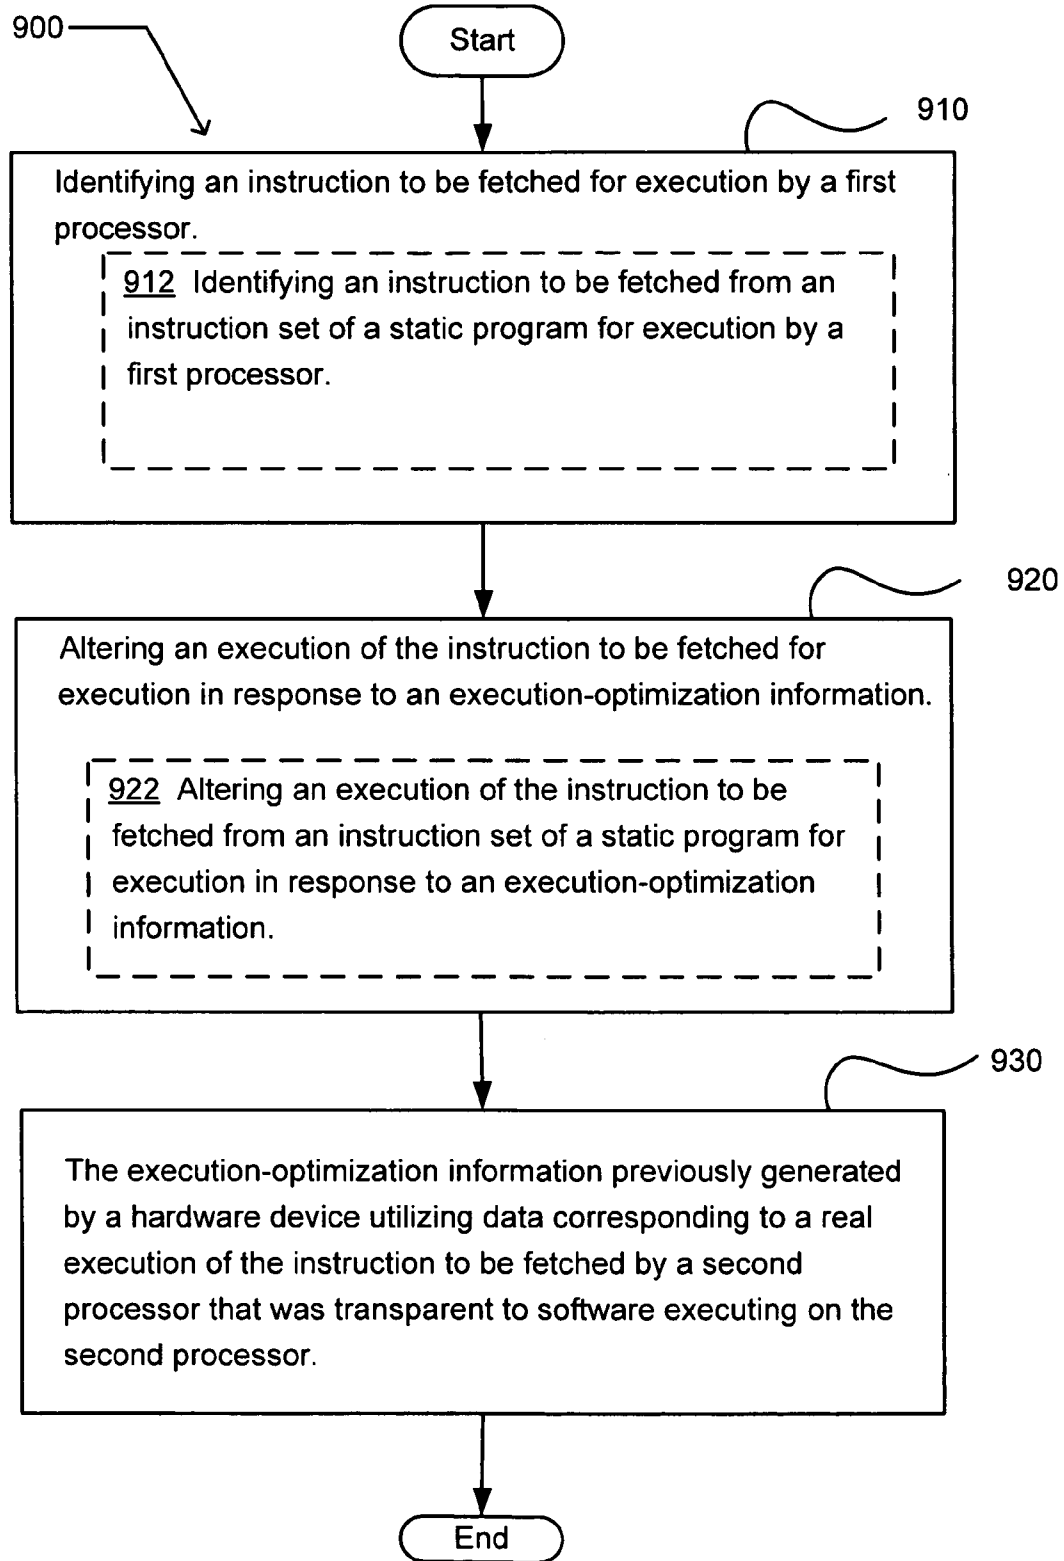 900
Start
910
Identifying an instruction to be fetched for execution by a first
processor.
912 Identifying an instruction to be fetched from an
instruction set of a static program for execution by a
first processor.
920
Altering an execution of the instruction to be fetched for
execution in response to an execution-optimization information.
922 Altering an execution of the instruction to be
fetched from an instruction set of a static program for
execution in response to an execution-optimization
information.
930
The execution-optimization information previously generated
by a hardware device utilizing data corresponding to a real
execution of the instruction to be fetched by a second
processor that was transparent to software executing on the
second processor.
End